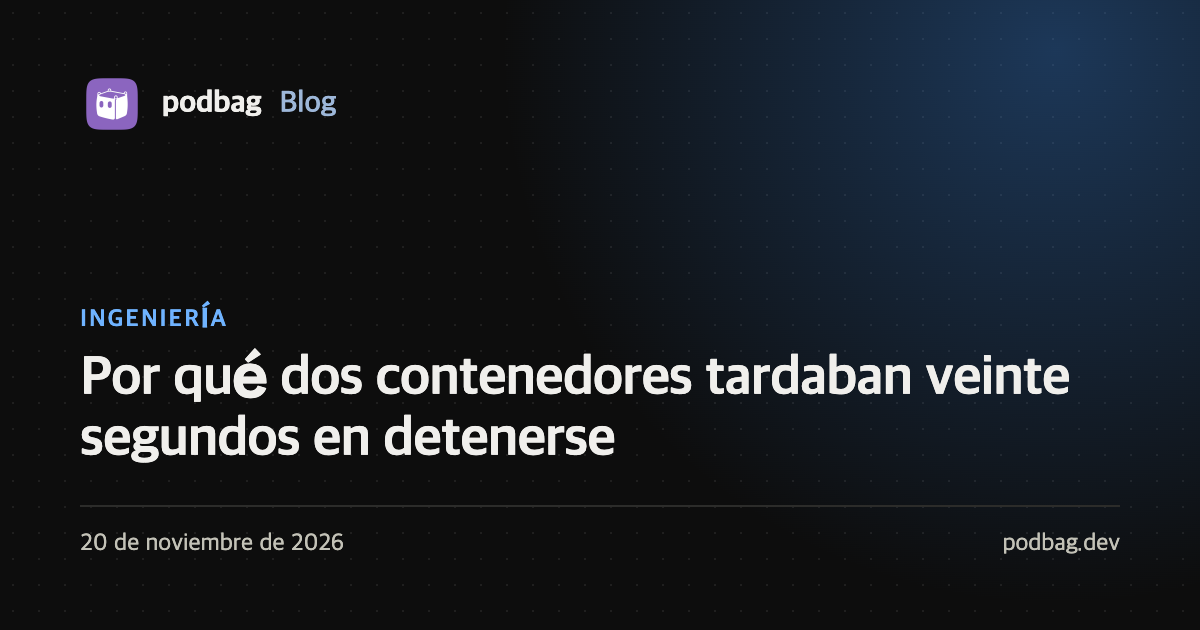 podbag Blog
INGENIERÍA
Por qué dos contenedores tardaban veinte
segundos en detenerse
20 de noviembre de 2026
podbag.dev